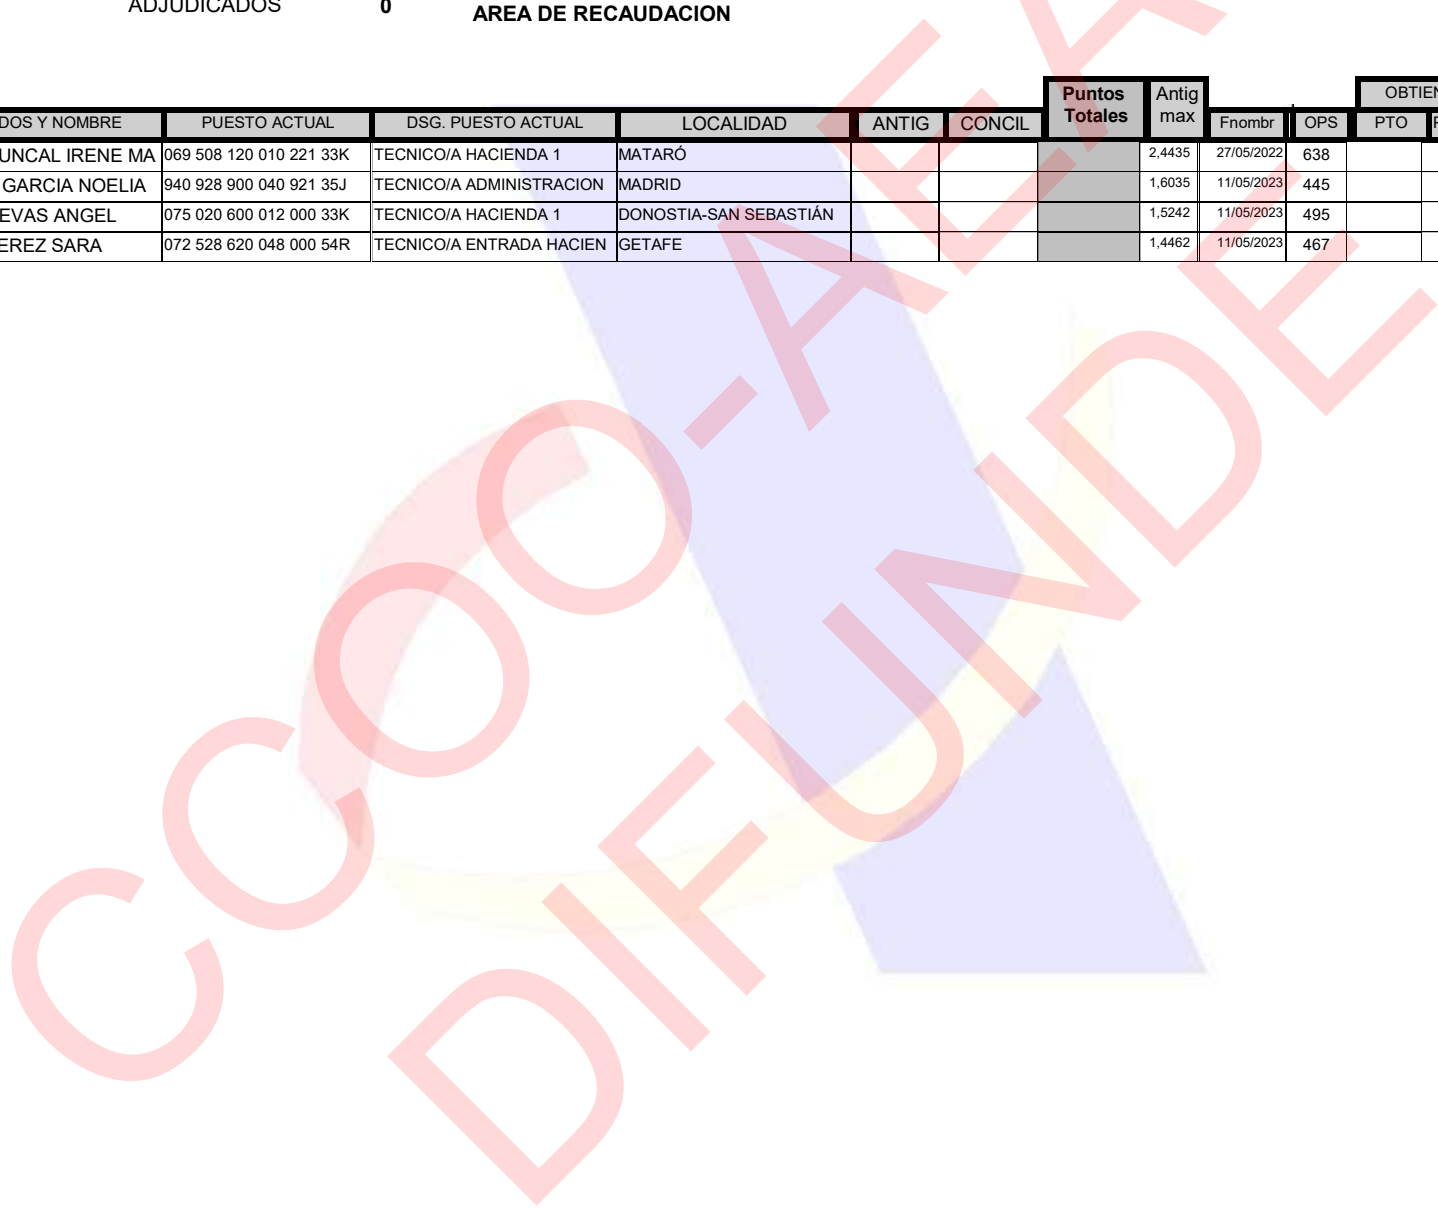 ADJUDICADOS 0 AREA DE RECAUDACION
Puntos Totales Antig max OBTIEN
DOS Y NOMBRE PUESTO ACTUAL DSG. PUESTO ACTUAL LOCALIDAD ANTIG CONCIL Fnombr OPS PTO
UNCAL IRENE MA 069 508 120 010 221 33K TECNICO/A HACIENDA 1 MATARÓ 2,4435 27/05/2022 638
GARCIA NOELIA 940 928 900 040 921 35J TECNICO/A ADMINISTRACION MADRID 1,6035 11/05/2023 445
EVAS ANGEL 075 020 600 012 000 33K TECNICO/A HACIENDA 1 DONOSTIA-SAN SEBASTIÁN 1,5242 11/05/2023 495
EREZ SARA 072 528 620 048 000 54R TECNICO/A ENTRADA HACIEN GETAFE 1,4462 11/05/2023 467
CCOO-AEA
DIFUNDE